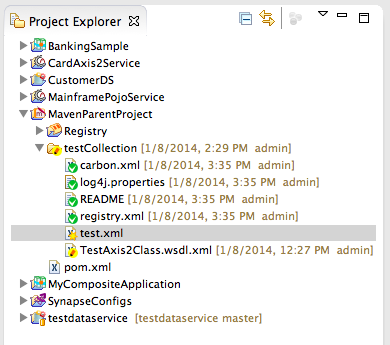 Project Explorer
BankingSample
CardAxis2Service
CustomerDS
MainframePojoService
MavenParentProject
Registry
testCollection [1/8/2014, 2:29 PM admin]
carbon.xml [1/8/2014, 3:35 PM admin]
log4j.properties [1/8/2014, 3:35 PM admin]
README [1/8/2014, 3:35 PM admin]
registry.xml [1/8/2014, 3:35 PM admin]
test.xml
TestAxis2Class.wsdl.xml [1/8/2014, 12:27 PM admin]
pom.xml
MyCompositeApplication
SynapseConfigs
testdataservice [testdataservice master]